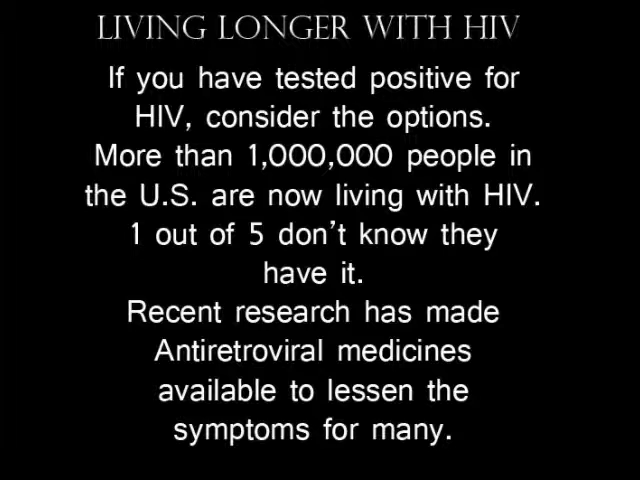 LIVING LONGER WITH HIV
If you have tested positive for
HIV, consider the options.
More than 1,000,000 people in
the U.S. are now living with HIV.
1 out of 5 don't know they
have it.
Recent research has made
Antiretroviral medicines
available to lessen the
symptoms for many.